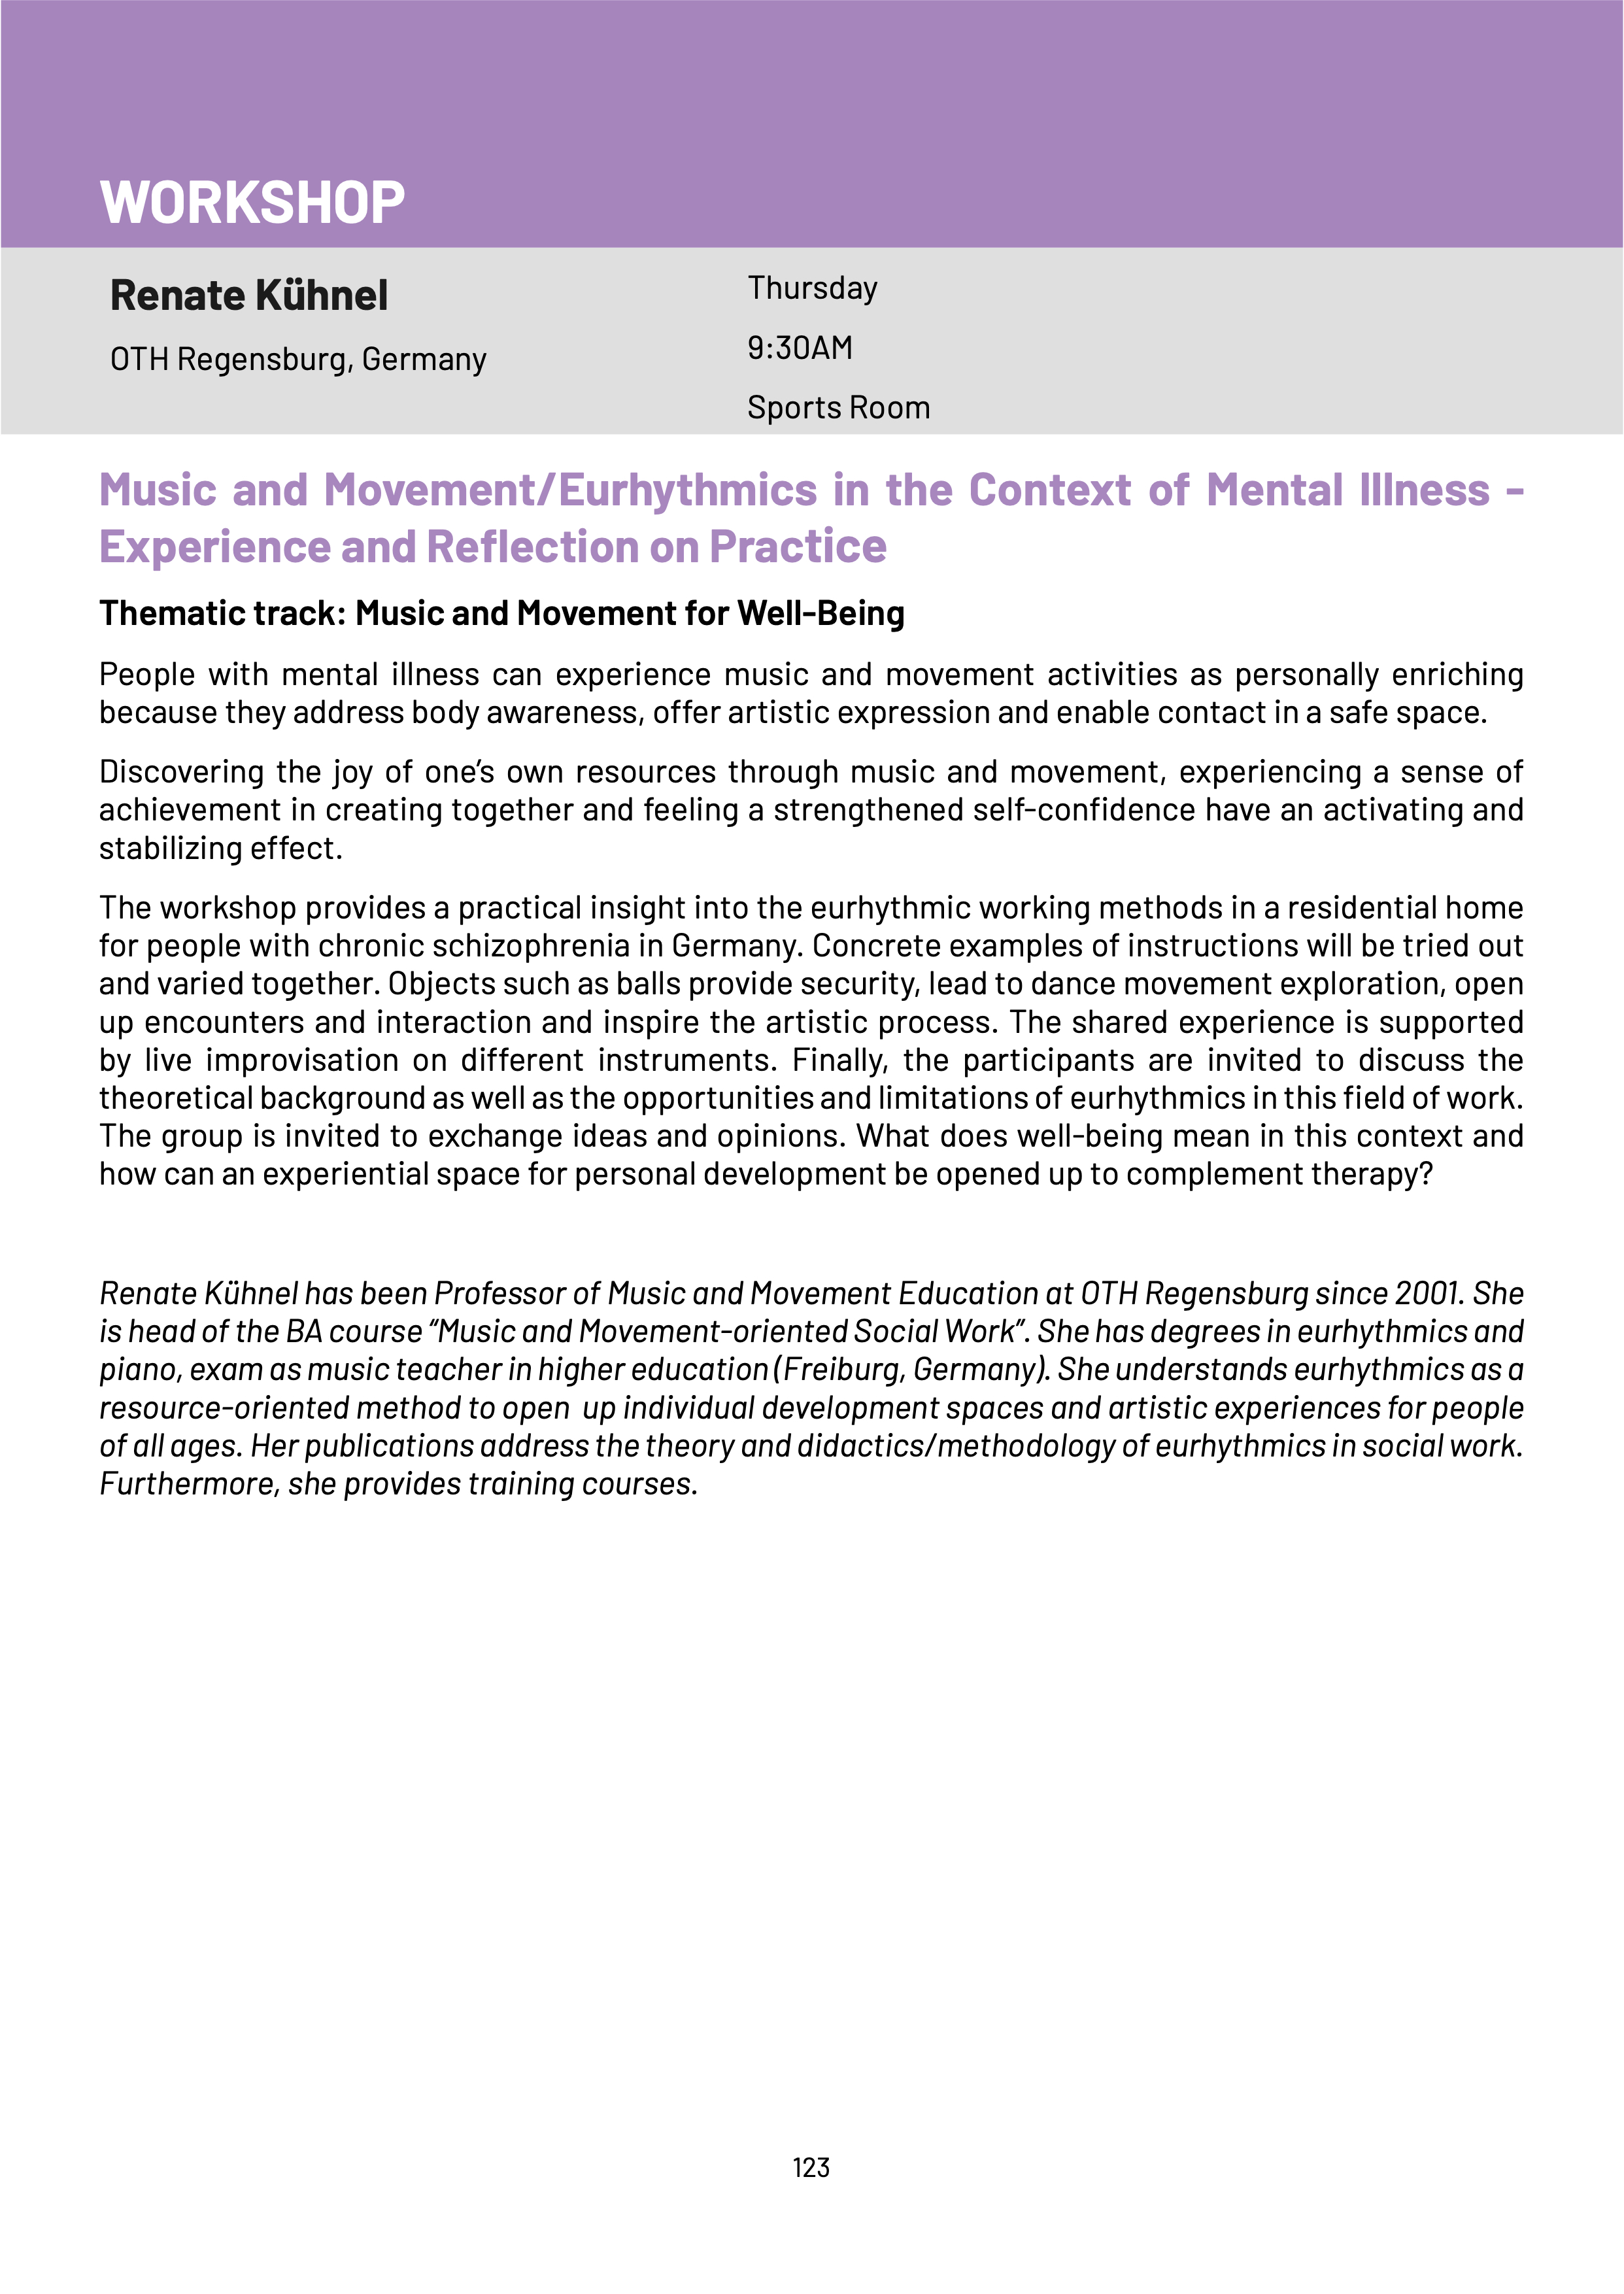 WORKSHOP
Renate Kühnel
OTH Regensburg, Germany
Thursday
9:30AM
Sports Room
Music and Movement/Eurhythmics in the Context of Mental Illness -
Experience and Reflection on Practice
Thematic track: Music and Movement for Well-Being
People with mental illness can experience music and movement activities as personally enriching
because they address body awareness, offer artistic expression and enable contact in a safe space.
Discovering the joy of one’s own resources through music and movement, experiencing a sense of
achievement in creating together and feeling a strengthened self-confidence have an activating and
stabilizing effect.
The workshop provides a practical insight into the eurhythmic working methods in a residential home
for people with chronic schizophrenia in Germany. Concrete examples of instructions will be tried out
and varied together. Objects such as balls provide security, lead to dance movement exploration, open
up encounters and interaction and inspire the artistic process. The shared experience is supported
by live improvisation on different instruments. Finally, the participants are invited to discuss the
theoretical background as well as the opportunities and limitations of eurhythmics in this field of work.
The group is invited to exchange ideas and opinions. What does well-being mean in this context and
how can an experiential space for personal development be opened up to complement therapy?
Renate Kühnel has been Professor of Music and Movement Education at OTH Regensburg since 2001. She
is head of the BA course “Music and Movement-oriented Social Work”. She has degrees in eurhythmics and
piano, exam as music teacher in higher education (Freiburg, Germany). She understands eurhythmics as a
resource-oriented method to open up individual development spaces and artistic experiences for people
of all ages. Her publications address the theory and didactics/methodology of eurhythmics in social work.
Furthermore, she provides training courses.
123